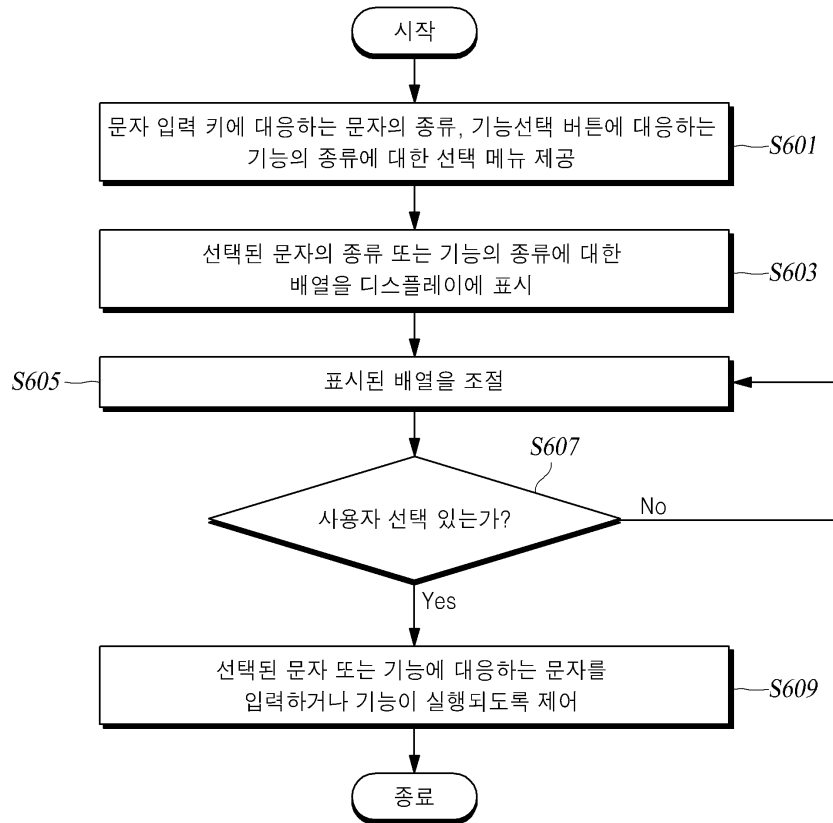 시작
문자 입력 키에 대응하는 문자의 종류, 기능선택 버튼에 대응하는
기능의 종류에 대한 선택 메뉴 제공
S601
선택된 문자의 종류 또는 기능의 종류에 대한
배열을 디스플레이에 표시
S603
S605
표시된 배열을 조절
S607
사용자 선택 있는가?
No
Yes
선택된 문자 또는 기능에 대응하는 문자를
입력하거나 기능이 실행되도록 제어
S609
종료